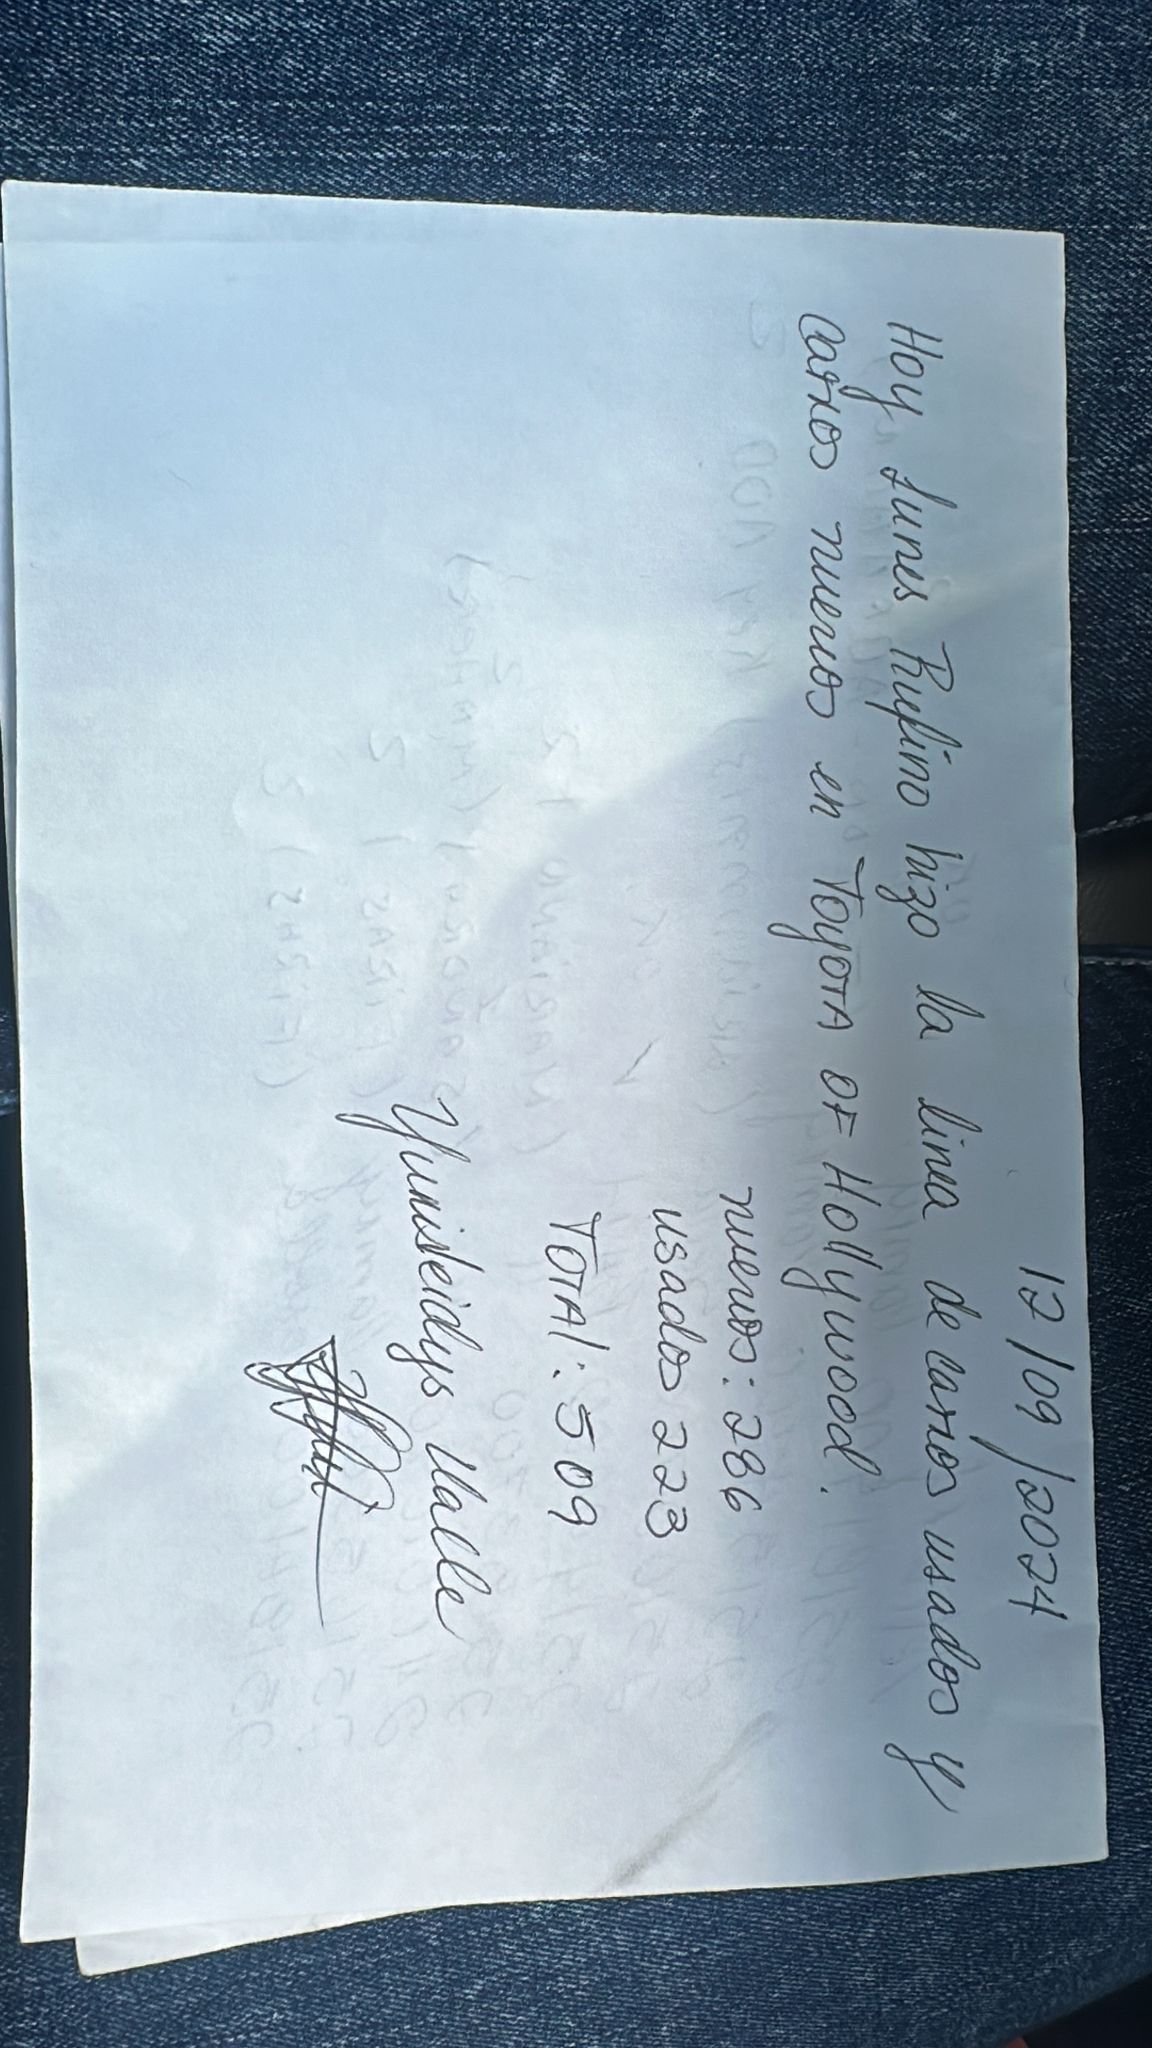 12/09/2024
Hoy Lunes Rufino hizo la linea de carros usados y
carros nuevos en TOYOTA OF HOllywood.
nuevos: 286
usados 223
TOTAl: 509
Yuniskeidys Valle